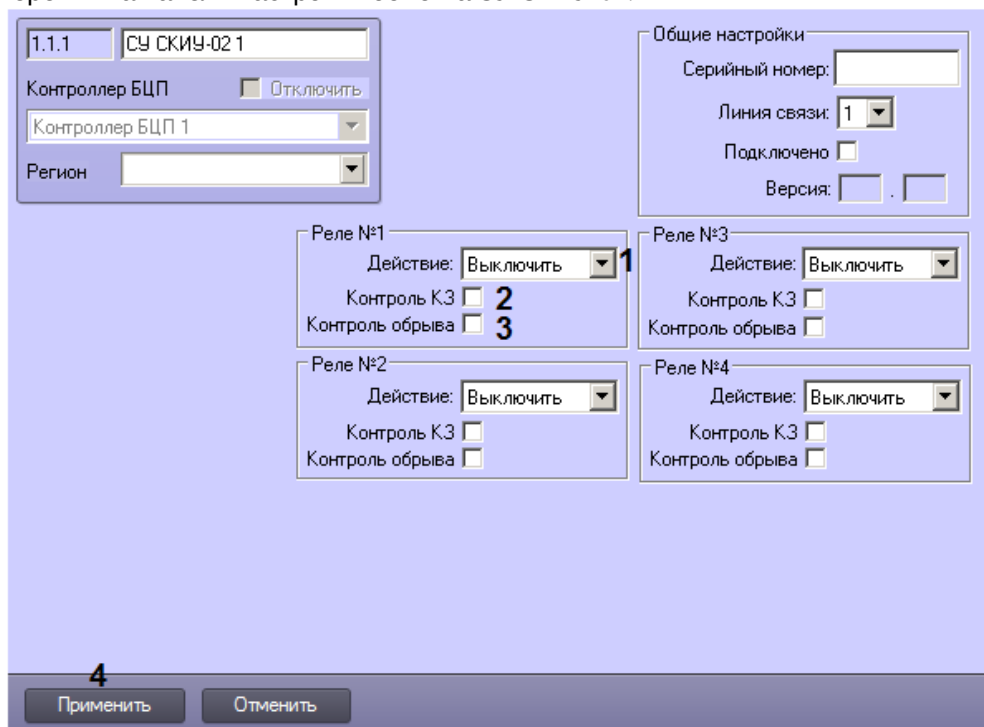 1.1.1 СУ СКИУ-02 1
Контроллер БЦП Отключить
Контроллер БЦП 1
Регион
Общие настройки
Серийный номер:
Линия связи: 1
Подключено
Версия: .
Реле №1
Действие: Выключить 1
Контроль КЗ 2
Контроль обрыва 3
Реле №3
Действие: Выключить
Контроль КЗ
Контроль обрыва
Реле №2
Действие: Выключить
Контроль КЗ
Контроль обрыва
Реле №4
Действие: Выключить
Контроль КЗ
Контроль обрыва
4
Применить Отменить